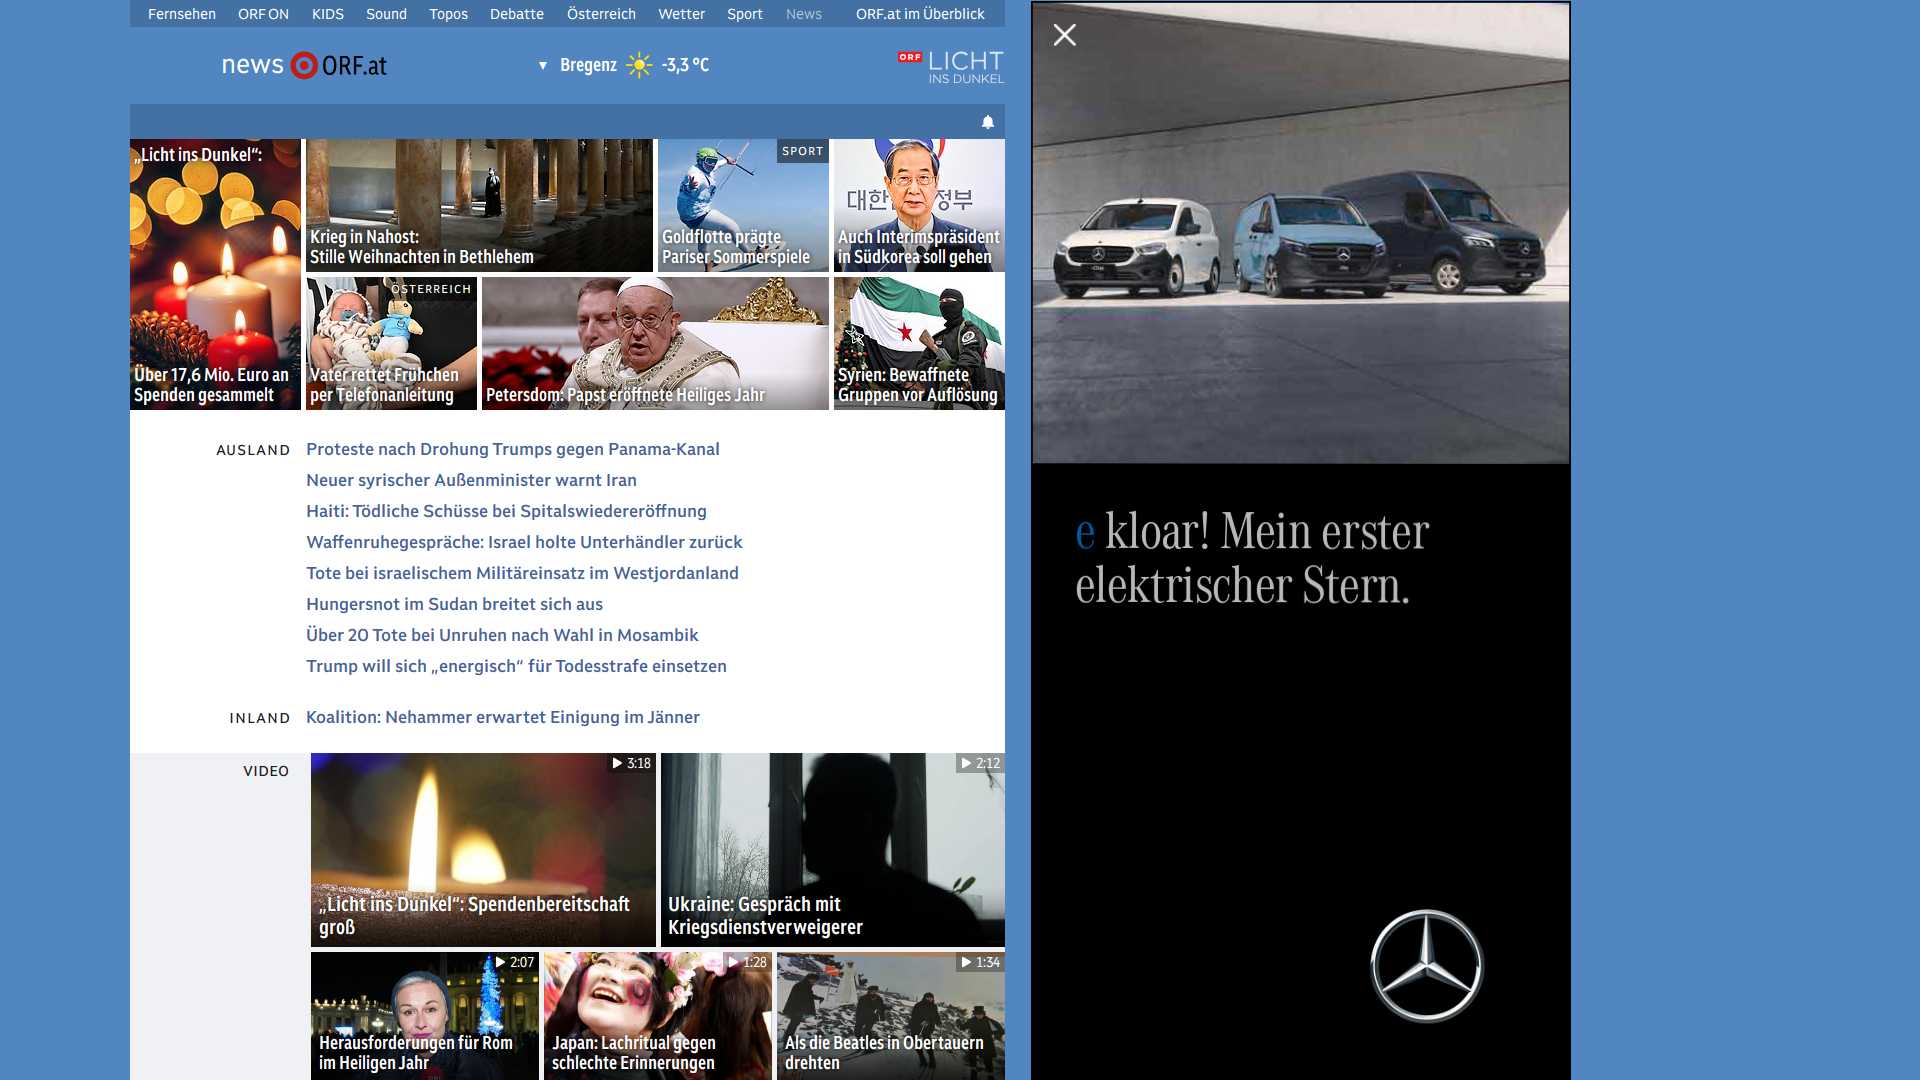 Fernsehen ORF ON KIDS Sound Topos Debatte Österreich Wetter Sport News ORF.at im Überblick
news ORF.at
▼ Bregenz -3,3 °C
ORF LICHT
INS DUNKEL
„Licht ins Dunkel“:
Über 17,6 Mio. Euro an
Spenden gesammelt
Krieg in Nahost:
Stille Weihnachten in Bethlehem
SPORT
Goldflotte prägte
Pariser Sommerspiele
대한 정부
Auch Interimspräsident
in Südkorea soll gehen
ÖSTERREICH
Vater rettet Frühchen
per Telefonanleitung
Petersdom: Papst eröffnete Heiliges Jahr
Syrien: Bewaffnete
Gruppen vor Auflösung
AUSLAND
Proteste nach Drohung Trumps gegen Panama-Kanal
Neuer syrischer Außenminister warnt Iran
Haiti: Tödliche Schüsse bei Spitalswiedereröffnung
Waffenruhegespräche: Israel holte Unterhändler zurück
Tote bei israelischem Militäreinsatz im Westjordanland
Hungersnot im Sudan breitet sich aus
Über 20 Tote bei Unruhen nach Wahl in Mosambik
Trump will sich „energisch“ für Todesstrafe einsetzen
INLAND
Koalition: Nehammer erwartet Einigung im Jänner
VIDEO
3:18
„Licht ins Dunkel“: Spendenbereitschaft
groß
2:12
Ukraine: Gespräch mit
Kriegsdienstverweigerer
2:07
Herausforderungen für Rom
im Heiligen Jahr
1:28
Japan: Lachritual gegen
schlechte Erinnerungen
1:34
Als die Beatles in Obertauern
drehten
e kloar! Mein erster
elektrischer Stern.